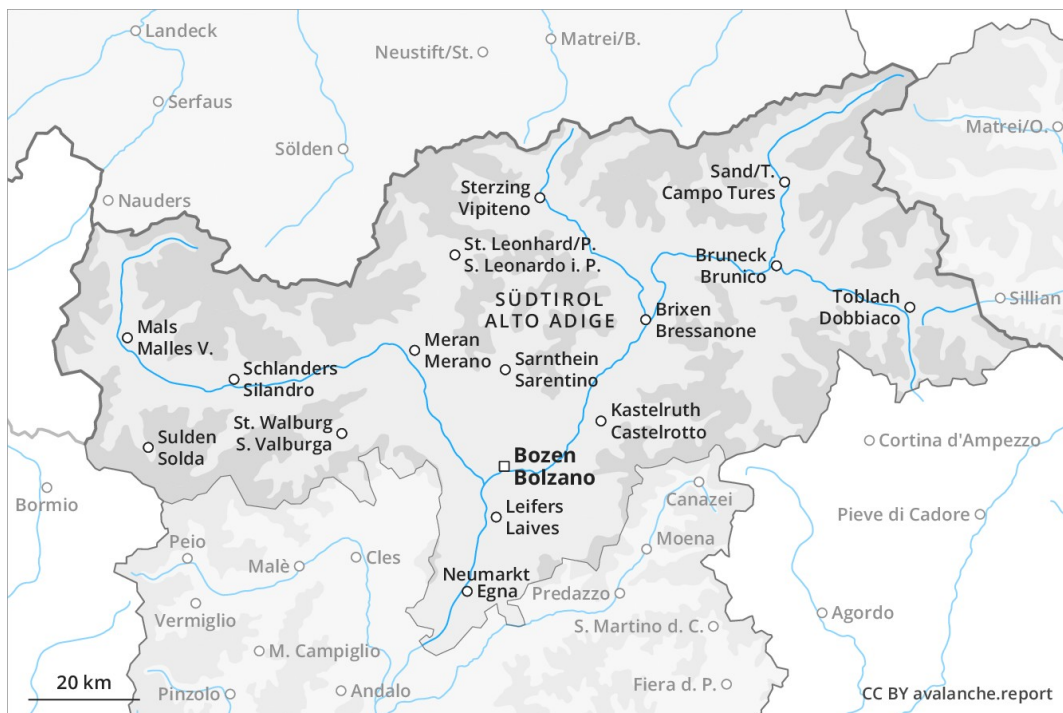 Landeck
Neustift/St.
Matrei/B.
Serfaus
Matrei/O.
Sölden
Nauders
Sterzing
Vipiteno
Sand/T.
Campo Tures
St. Leonhard/P.
S. Leonardo i. P.
Bruneck
Brunico
SÜDTIROL
ALTO ADIGE
Toblach
Dobbiaco
Sillian
Brixen
Bressanone
Mals
Malles V.
Meran
Merano
Schlanders
Silandro
Sarnthein
Sarentino
St. Walburg
S. Valburga
Kastelruth
Castelrotto
Sulden
Solda
Cortina d'Ampezzo
Bozen
Bolzano
Bormio
Canazei
Leifers
Laives
Pieve di Cadore
Moena
Peio
Malè
Cles
Neumarkt
Egna
Predazzo
Vermiglio
Agordo
S. Martino d. C.
M. Campiglio
20 km
Pinzolo
Andalo
Fiera d. P.
CC BY avalanche.report